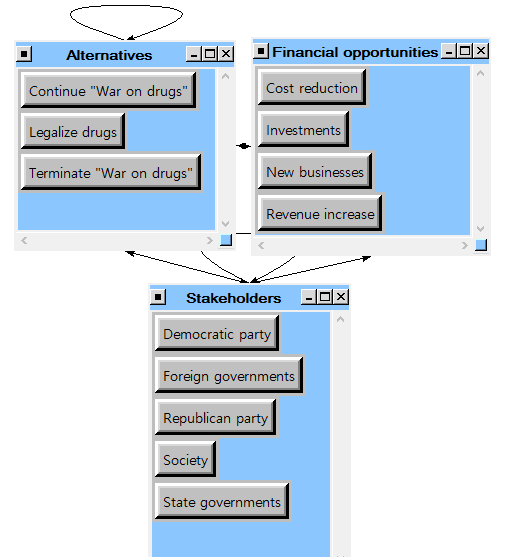 Alternatives
Continue "War on drugs"
Legalize drugs
Terminate "War on drugs"
Financial opportunities
Cost reduction
Investments
New businesses
Revenue increase
Stakeholders
Democratic party
Foreign governments
Republican party
Society
State governments